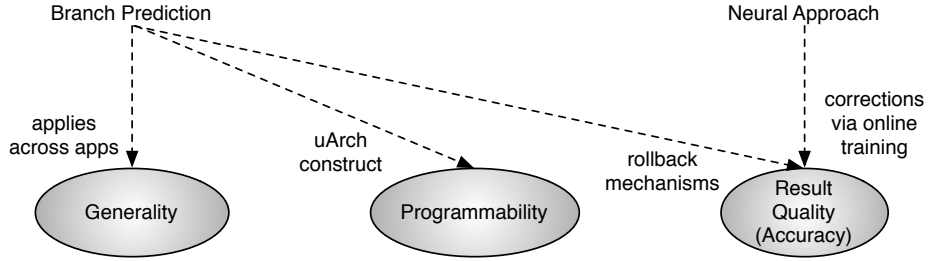 Branch Prediction
Neural Approach
applies
across apps
uArch
construct
rollback
mechanisms
corrections
via online
training
Generality
Programmability
Result
Quality
(Accuracy)